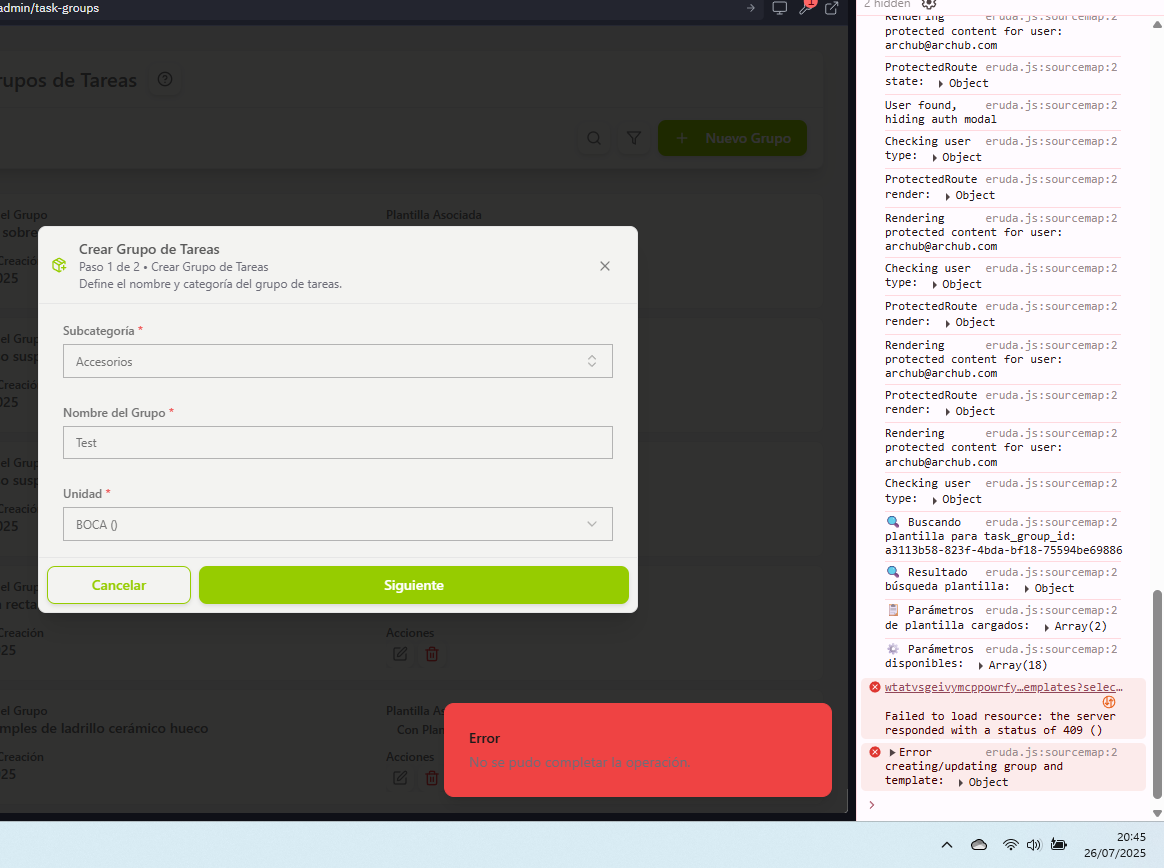 admin/task-groups
rupos de Tareas
Nuevo Grupo
el Grupo
Plantilla Asociada
sobre
Creació
025
Crear Grupo de Tareas
Paso 1 de 2 • Crear Grupo de Tareas
Define el nombre y categoría del grupo de tareas.
Subcategoría *
Accesorios
Nombre del Grupo *
Test
Unidad *
BOCA ()
Cancelar
Siguiente
el Grup
o susp
Creació
025
el Grup
o susp
Creació
025
el Grup
recta
Creación
Acciones
025
el Grupo
Plantilla As
mples de ladrillo cerámico hueco
Con Plan
Creación
Acciones
025
Error
No se pudo completar la operación.
2 hidden
1
Rendering eruda.js:sourcemap:2
protected content for user:
archub@archub.com
ProtectedRoute eruda.js:sourcemap:2
state: Object
User found, eruda.js:sourcemap:2
hiding auth modal
Checking user eruda.js:sourcemap:2
type: Object
ProtectedRoute eruda.js:sourcemap:2
render: Object
Rendering eruda.js:sourcemap:2
protected content for user:
archub@archub.com
Checking user eruda.js:sourcemap:2
type: Object
ProtectedRoute eruda.js:sourcemap:2
render: Object
Rendering eruda.js:sourcemap:2
protected content for user:
archub@archub.com
ProtectedRoute eruda.js:sourcemap:2
render: Object
Rendering eruda.js:sourcemap:2
protected content for user:
archub@archub.com
Checking user eruda.js:sourcemap:2
type: Object
Buscando eruda.js:sourcemap:2
plantilla para task_group_id:
a3113b58-823f-4bda-bf18-75594be69886
Resultado eruda.js:sourcemap:2
búsqueda plantilla: Object
Parámetros eruda.js:sourcemap:2
de plantilla cargados: Array(2)
Parámetros eruda.js:sourcemap:2
disponibles: Array(18)
wtatvsgeivymcppowrfy…emplates?selec…
Failed to load resource: the server
responded with a status of 409 ()
Error eruda.js:sourcemap:2
creating/updating group and
template: Object
20:45
26/07/2025